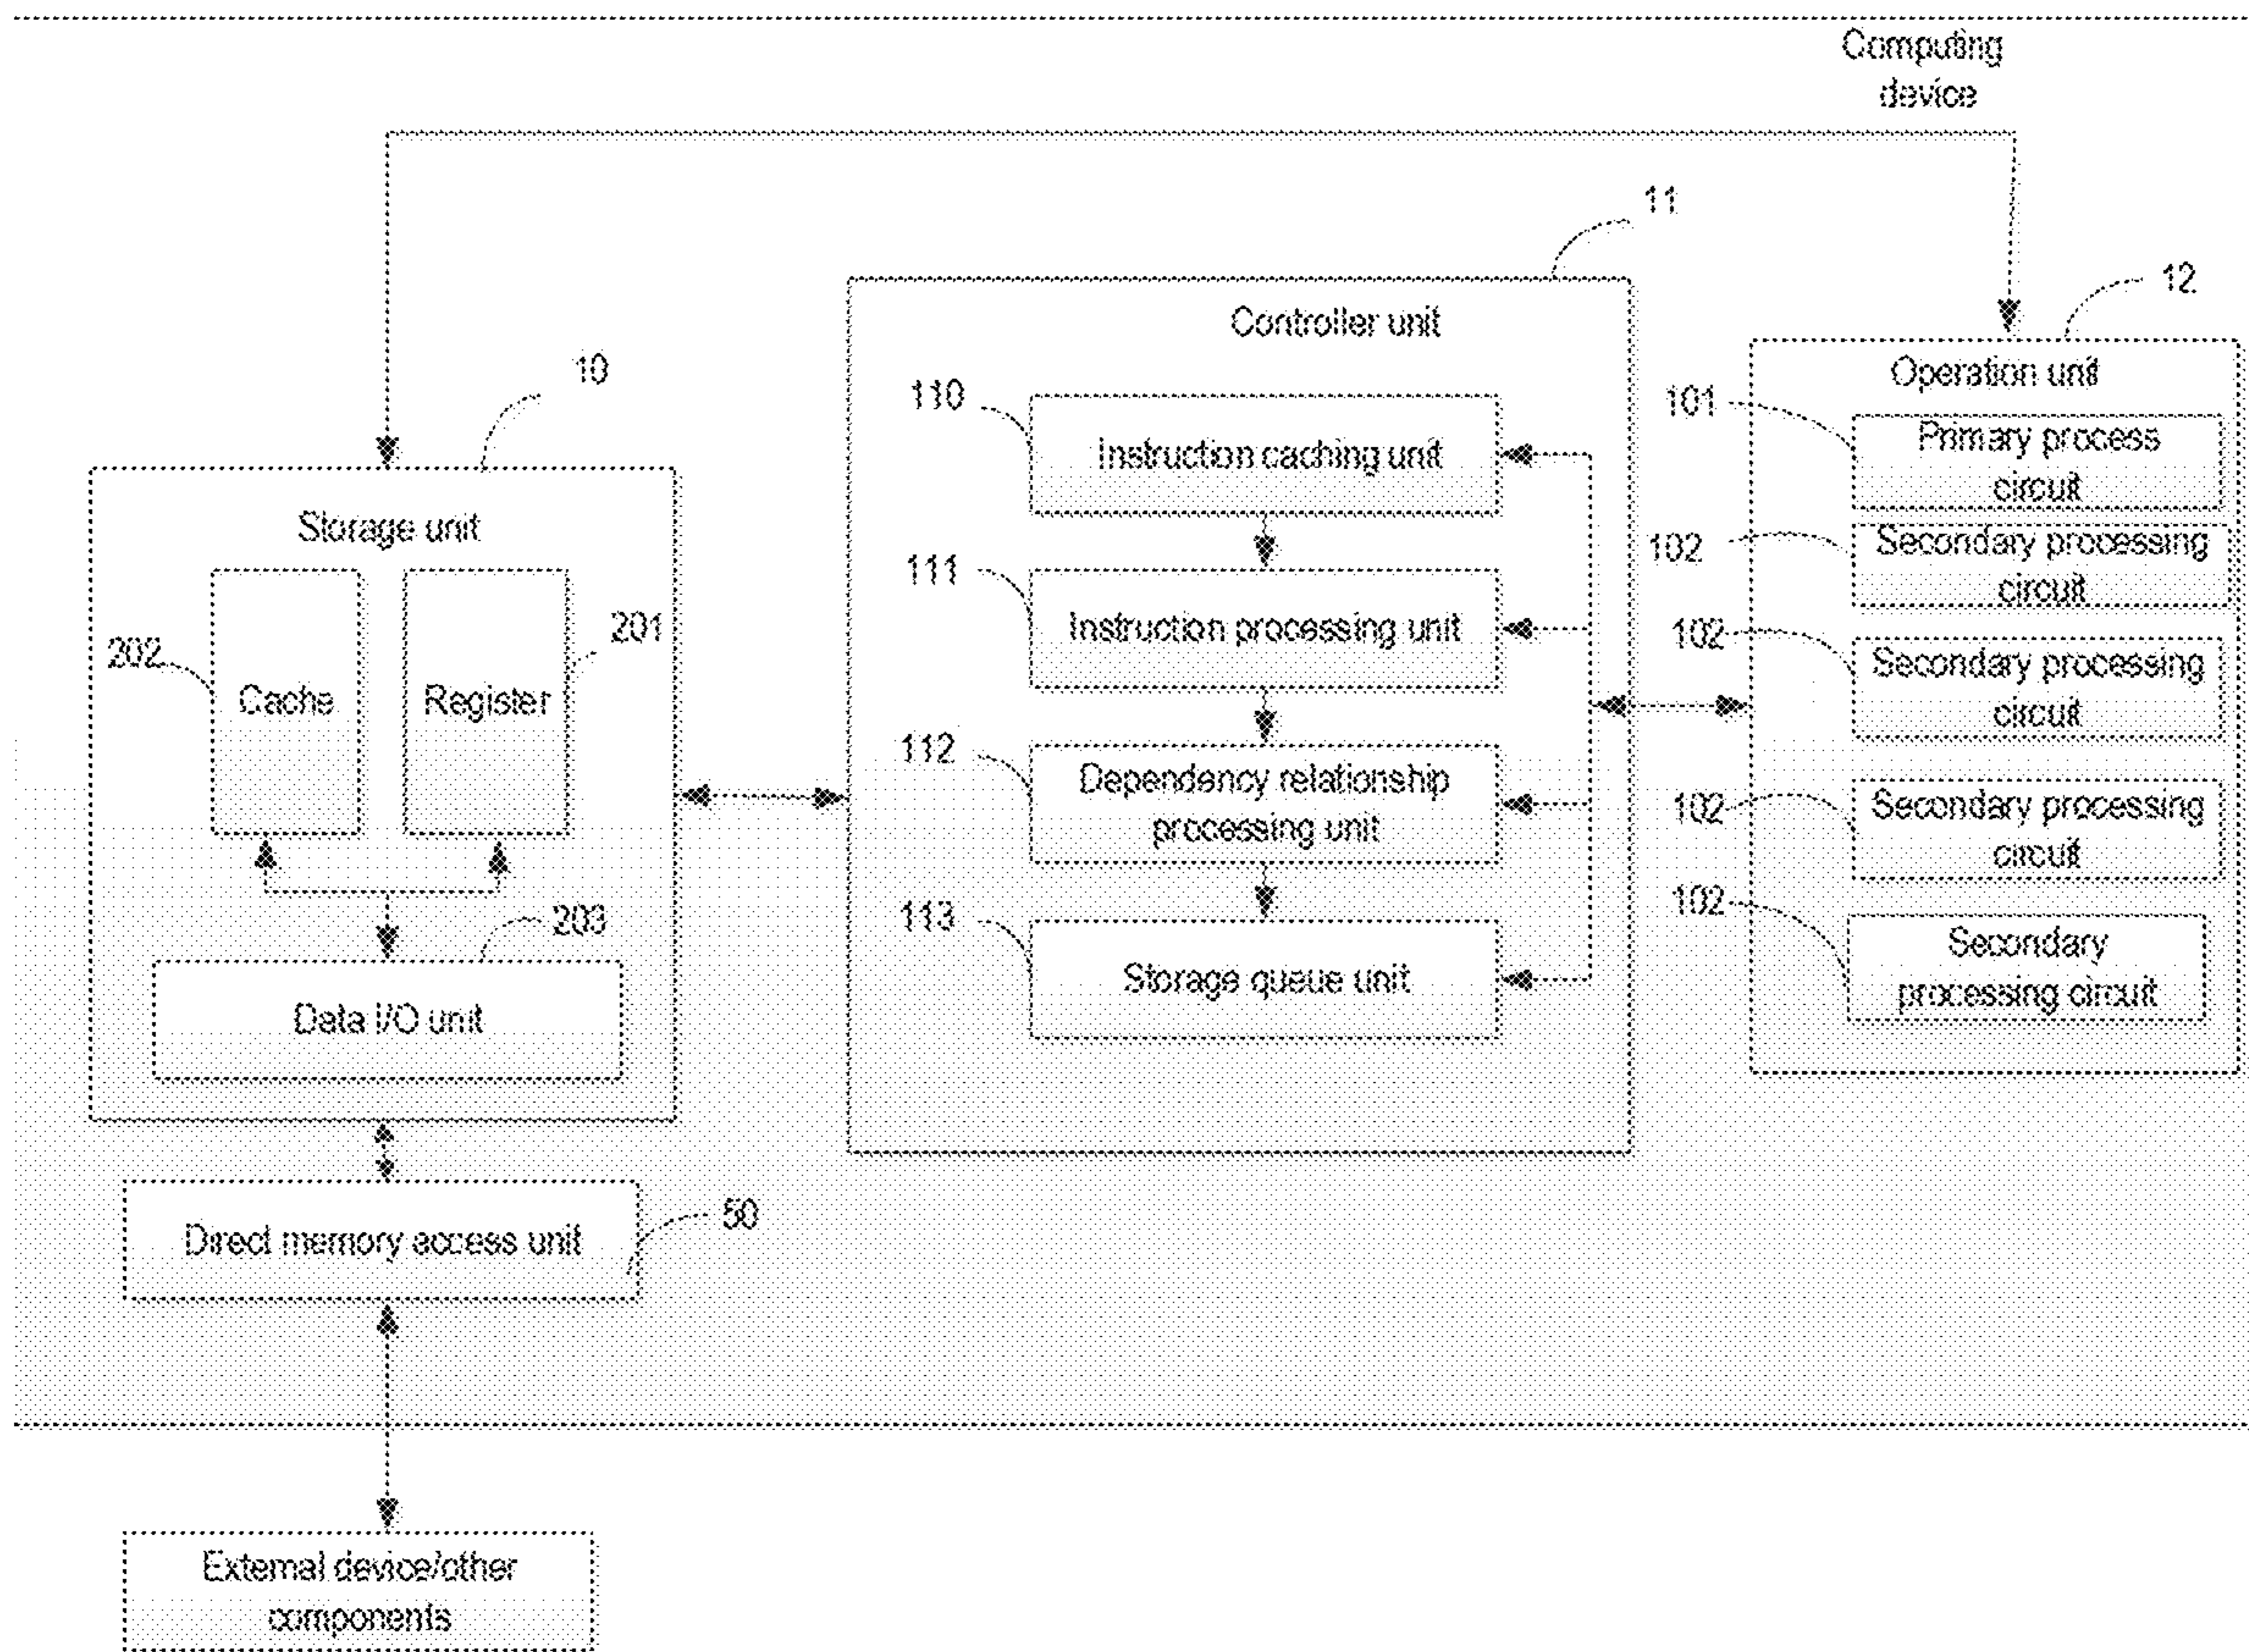 Computing
device
11
12
Controller unit
10
Operation unit
110
101
Primary process
circuit
Instruction caching unit
Storage unit
102
Secondary processing
circuit
111
Instruction processing unit
202
201
Cache
Register
102
Secondary processing
circuit
112
Dependency relationship
processing unit
102
Secondary processing
circuit
203
113
Storage queue unit
102
Secondary
processing circuit
Data I/O unit
50
Direct memory access unit
External device/other
components